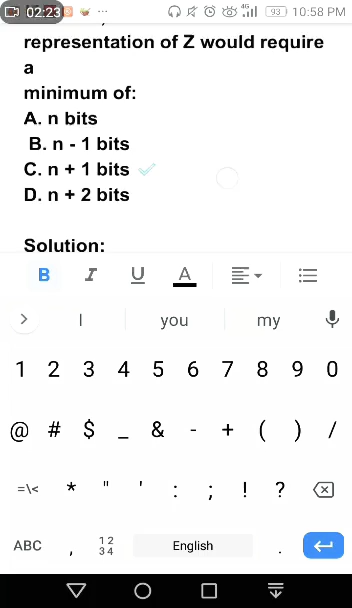 02:23 ... 4G 93 10:58 PM
representation of Z would require
a
minimum of:
A. n bits
B. n - 1 bits
C. n + 1 bits
D. n + 2 bits
Solution:
B I U A
> I you my
1 2 3 4 5 6 7 8 9 0
@ # $ _ & - + ( ) /
=\< * " ' : ; ! ?
ABC , 12 34 English .